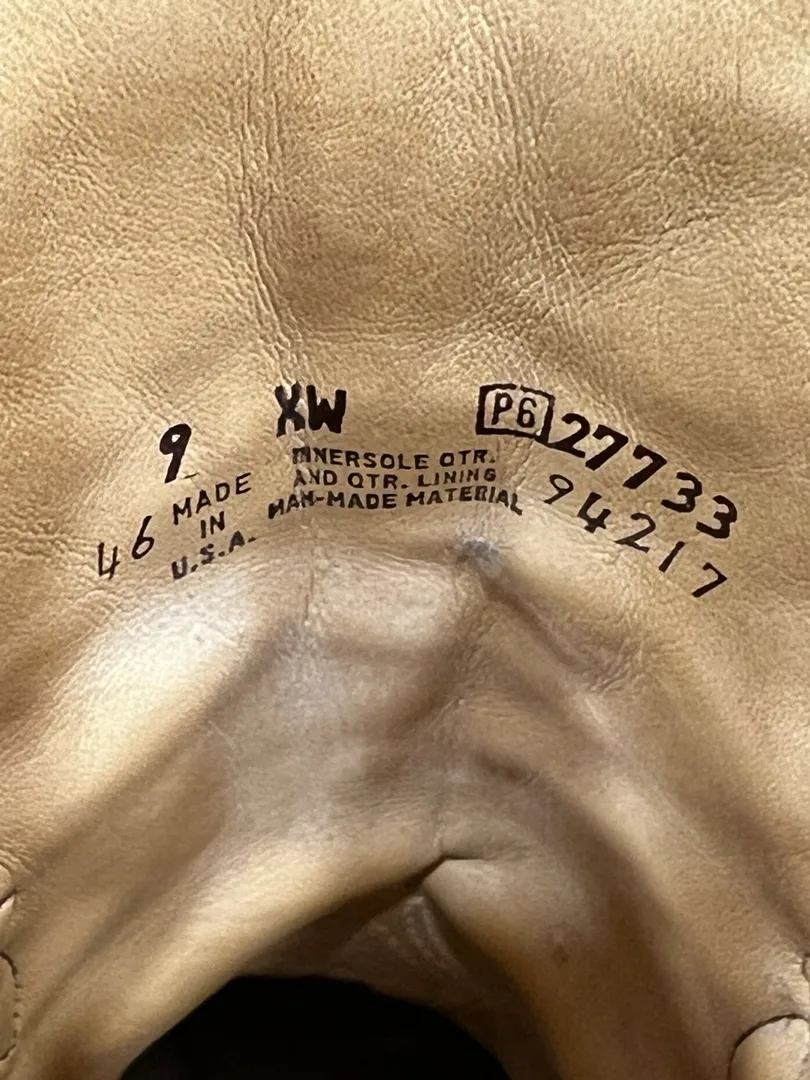 9 XW P6 27733
46 MADE IN U.S.A.
INNERSOLE QTR.
AND QTR. LINING
MAN-MADE MATERIAL
94217